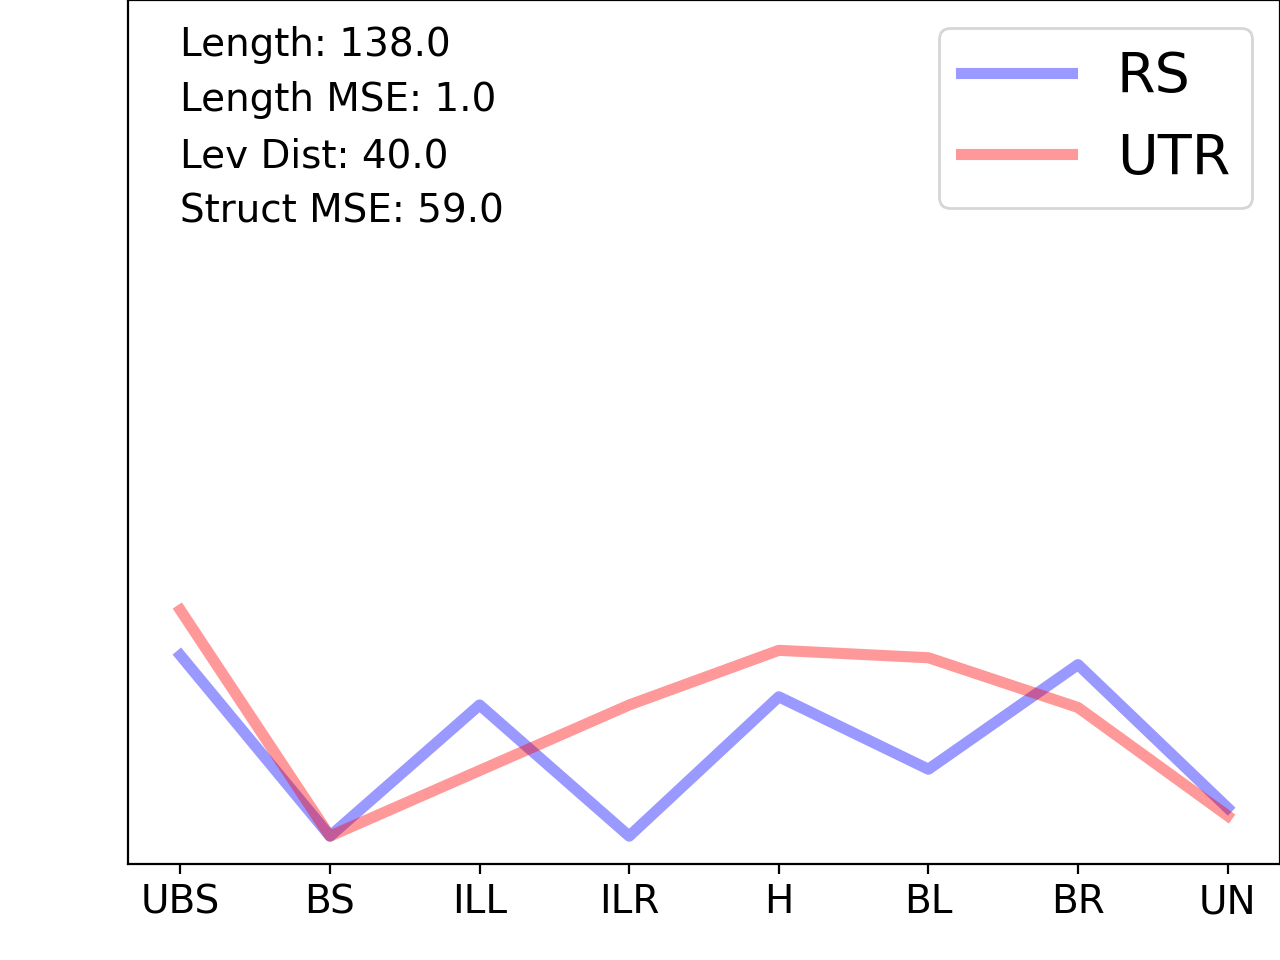 Length: 138.0
Length MSE: 1.0
Lev Dist: 40.0
Struct MSE: 59.0
RS
UTR
UBS BS ILL ILR H BL BR UN